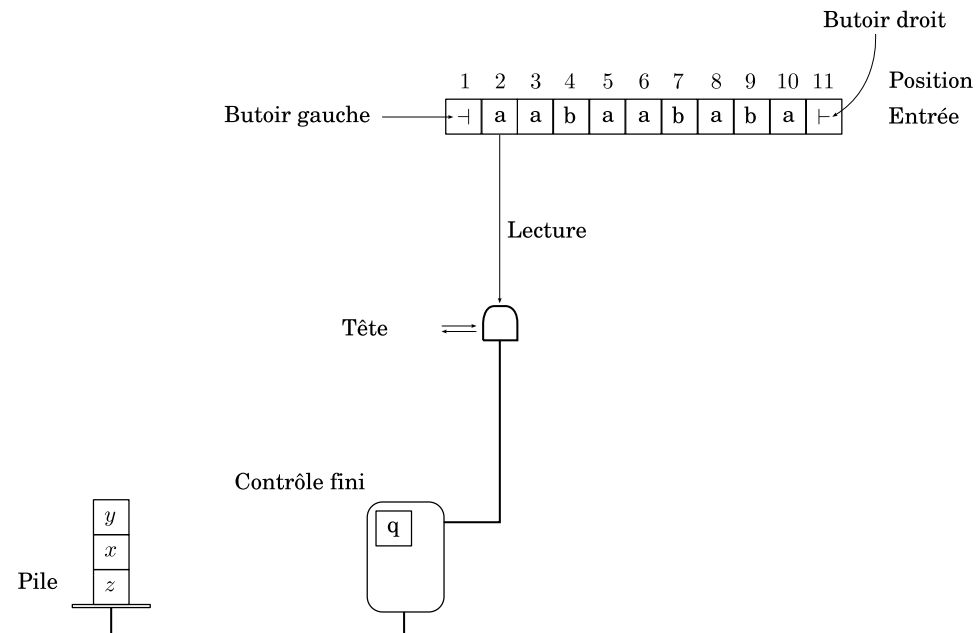 Butoir droit
1 2 3 4 5 6 7 8 9 10 11 Position
Butoir gauche ⊣ a a b a a b a b a ⊢ Entrée
Lecture
Tête
Contrôle fini
q
y
x
Pile z